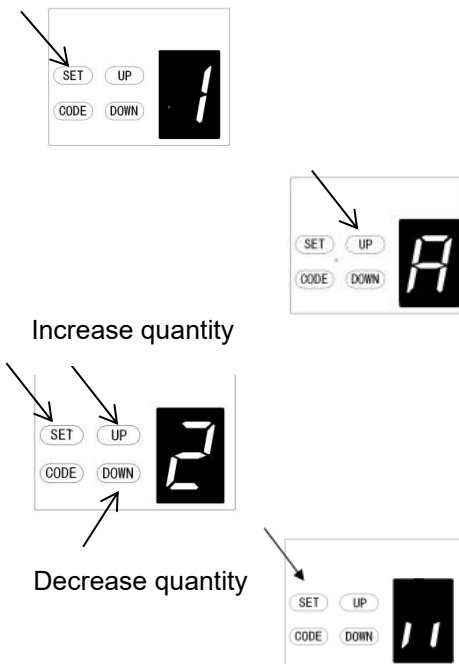 SET UP
CODE DOWN
1
SET UP
CODE DOWN
A
Increase quantity
SET UP
CODE DOWN
2
Decrease quantity
SET UP
CODE DOWN